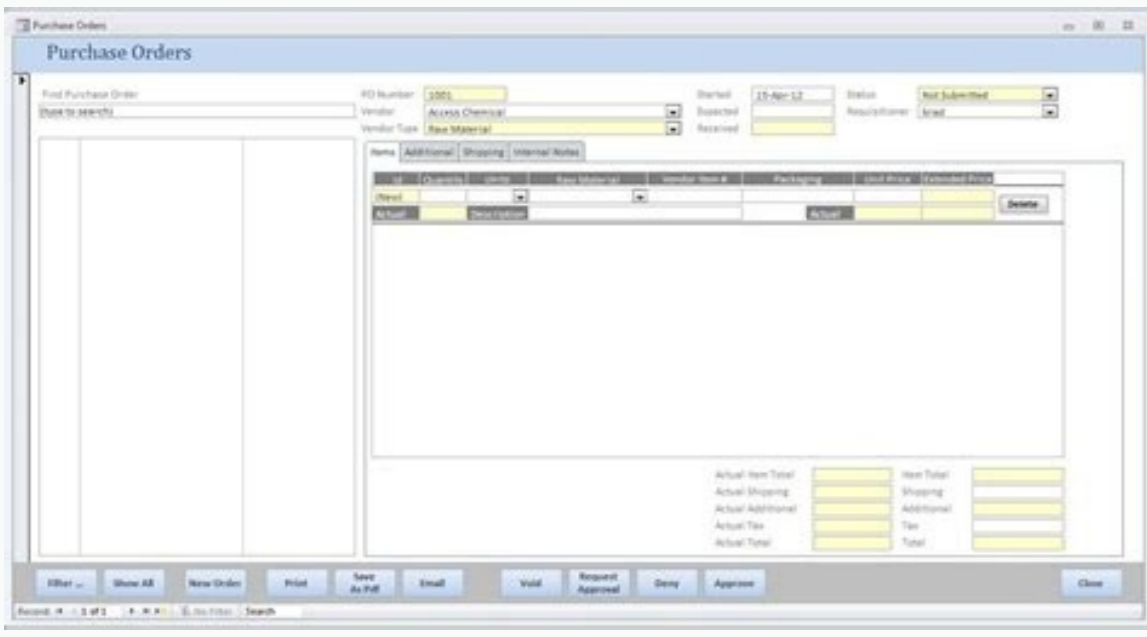 Purchase Orders
Purchase Orders
Find Purchase Order
(type to search)
PO Number 1001
Vendor Access Chemical
Vendor Type Raw Material
Started 15-Apr-12
Expected
Received
Status Not Submitted
Requisitioner brad
Items Additional Shipping Internal Notes
Id Quantity Units Raw Material Vendor Item # Packaging Unit Price Extended Price
(New)
Actual Description Actual
Delete
Actual Item Total Item Total
Actual Shipping Shipping
Actual Additional Additional
Actual Tax Tax
Actual Total Total
Filter ... Show All New Order Print Save As Pdf Email Void Request Approval Deny Approve Close
Record: 1 of 1 No Filter Search